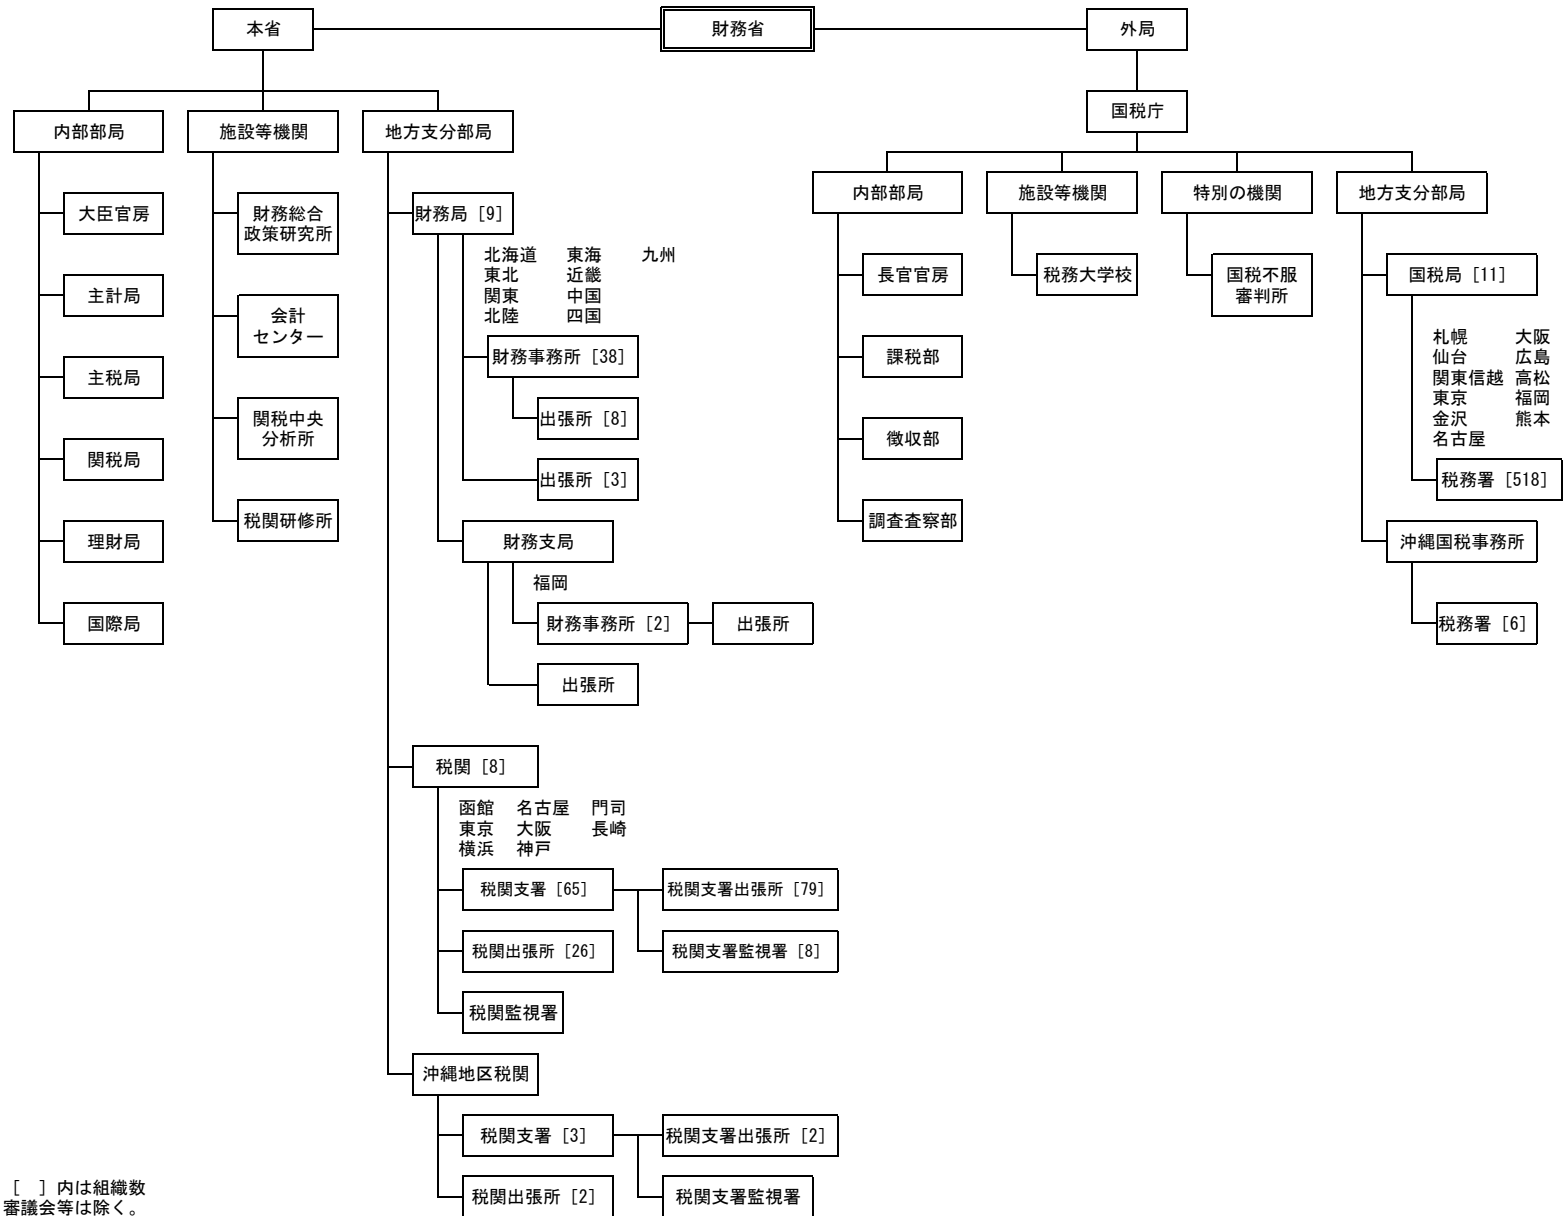 財務省
本省
内部部局
大臣官房
主計局
主税局
関税局
理財局
国際局
施設等機関
財務総合
政策研究所
会計
センター
関税中央
分析所
税関研修所
地方支分部局
財務局［9］
北海道　東海　九州
東北　近畿
関東　中国
北陸　四国
財務事務所［38］
出張所［8］
出張所［3］
財務支局
福岡
財務事務所［2］
出張所
出張所
税関［8］
函館　名古屋　門司
東京　大阪　長崎
横浜　神戸
税関支署［65］
税関支署出張所［79］
税関支署監視署［8］
税関出張所［26］
税関監視署
沖縄地区税関
税関支署［3］
税関支署出張所［2］
税関支署監視署
税関出張所［2］
外局
国税庁
内部部局
長官官房
課税部
徴収部
調査査察部
施設等機関
税務大学校
特別の機関
国税不服
審判所
地方支分部局
国税局［11］
札幌　大阪
仙台　広島
関東信越　高松
東京　福岡
金沢　熊本
名古屋
税務署［518］
沖縄国税事務所
税務署［6］
［　］内は組織数
審議会等は除く。